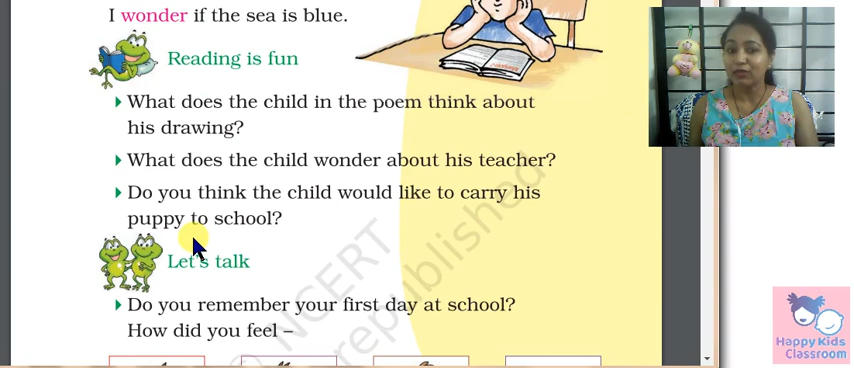 I wonder if the sea is blue.
Reading is fun
What does the child in the poem think about
his drawing?
What does the child wonder about his teacher?
Do you think the child would like to carry his
puppy to school?
Let's talk
Do you remember your first day at school?
How did you feel –
NCERT
republished
Happy Kids
Classroom